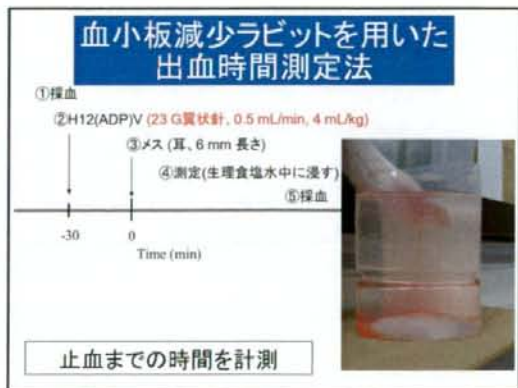 血小板減少ラビットを用いた
出血時間測定法
①採血
②H12(ADP)V (23 G翼状針, 0.5 mL/min, 4 mL/kg)
③メス (耳、6 mm 長さ)
④測定(生理食塩水中に浸す)
⑤採血
-30
0
Time (min)
止血までの時間を計測